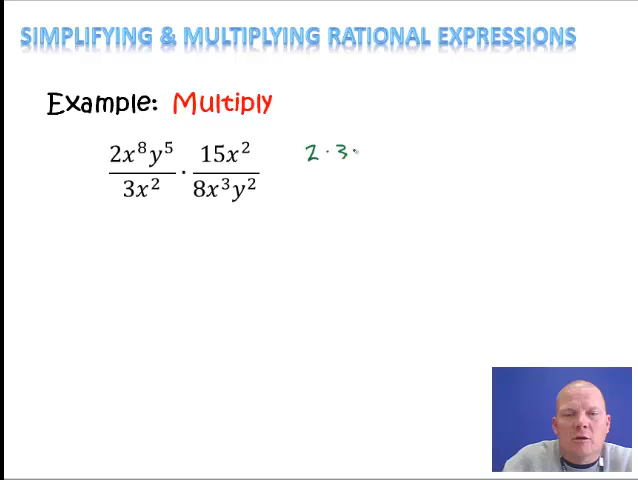 SIMPLIFYING & MULTIPLYING RATIONAL EXPRESSIONS
Example: Multiply
2x⁸y⁵/3x² · 15x²/8x³y² 2 · 3 ·